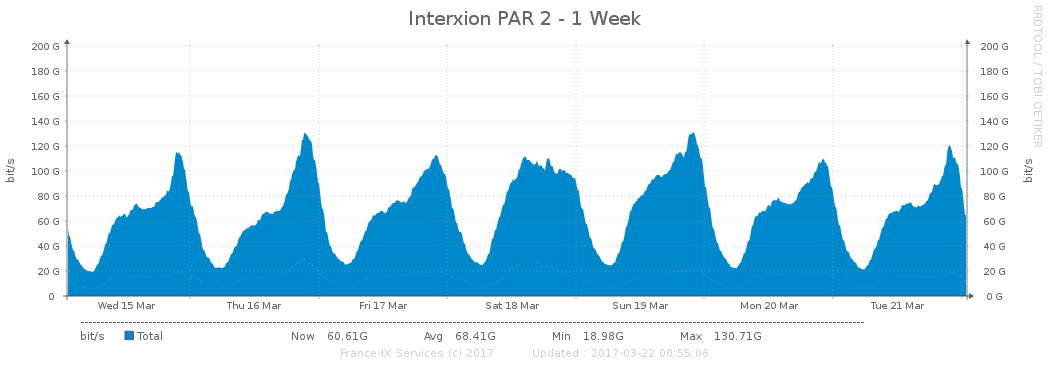 Interxion PAR 2 - 1 Week
RRDTOOL / TOBI OETIKER
bit/s
200 G
180 G
160 G
140 G
120 G
100 G
80 G
60 G
40 G
20 G
0
200 G
180 G
160 G
140 G
120 G
100 G
80 G
60 G
40 G
20 G
0 G
bit/s
Wed 15 Mar Thu 16 Mar Fri 17 Mar Sat 18 Mar Sun 19 Mar Mon 20 Mar Tue 21 Mar
bit/s Total Now 60.61G Avg 68.41G Min 18.98G Max 130.71G
France-IX Services (c) 2017 Updated : 2017-03-22 00:55:06